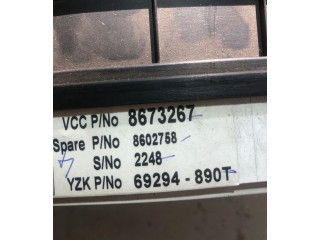 VCC P/No 8673267
Spare P/No 8602758
S/No 2248
YZK P/No 69294-890T